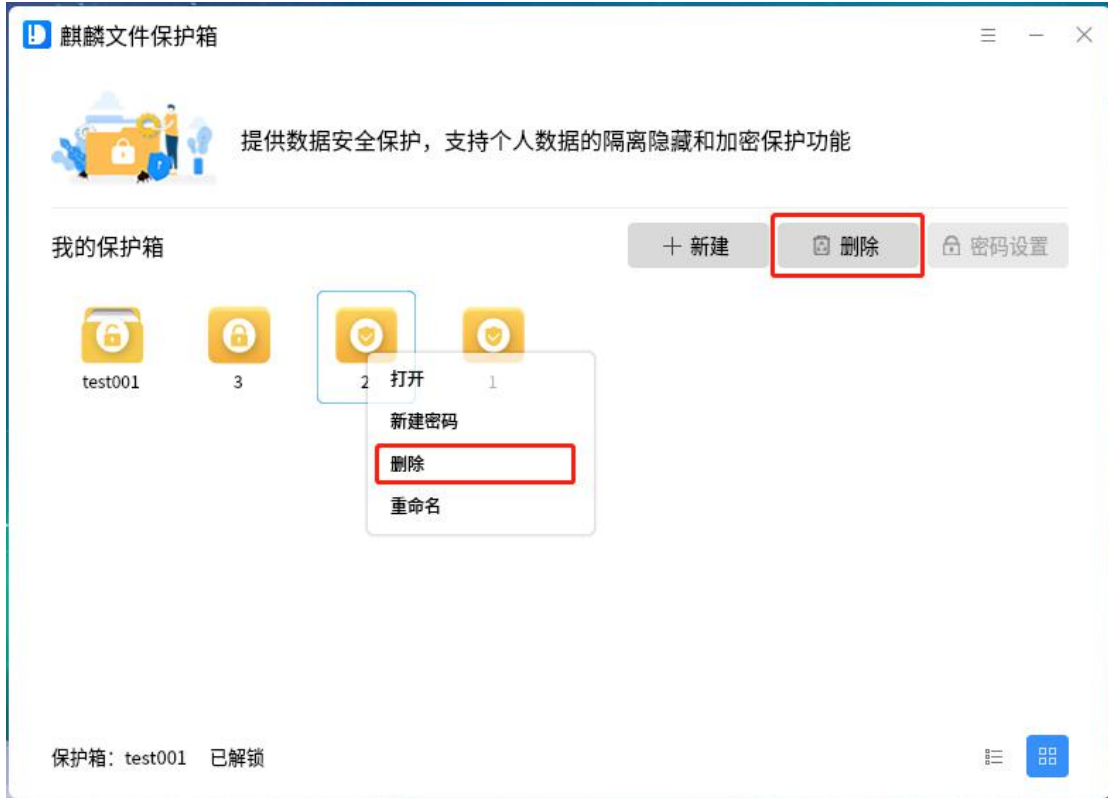 麒麟文件保护箱
提供数据安全保护，支持个人数据的隔离隐藏和加密保护功能
我的保护箱
新建
删除
密码设置
test001
3
2
1
打开
新建密码
删除
重命名
保护箱：test001 已解锁